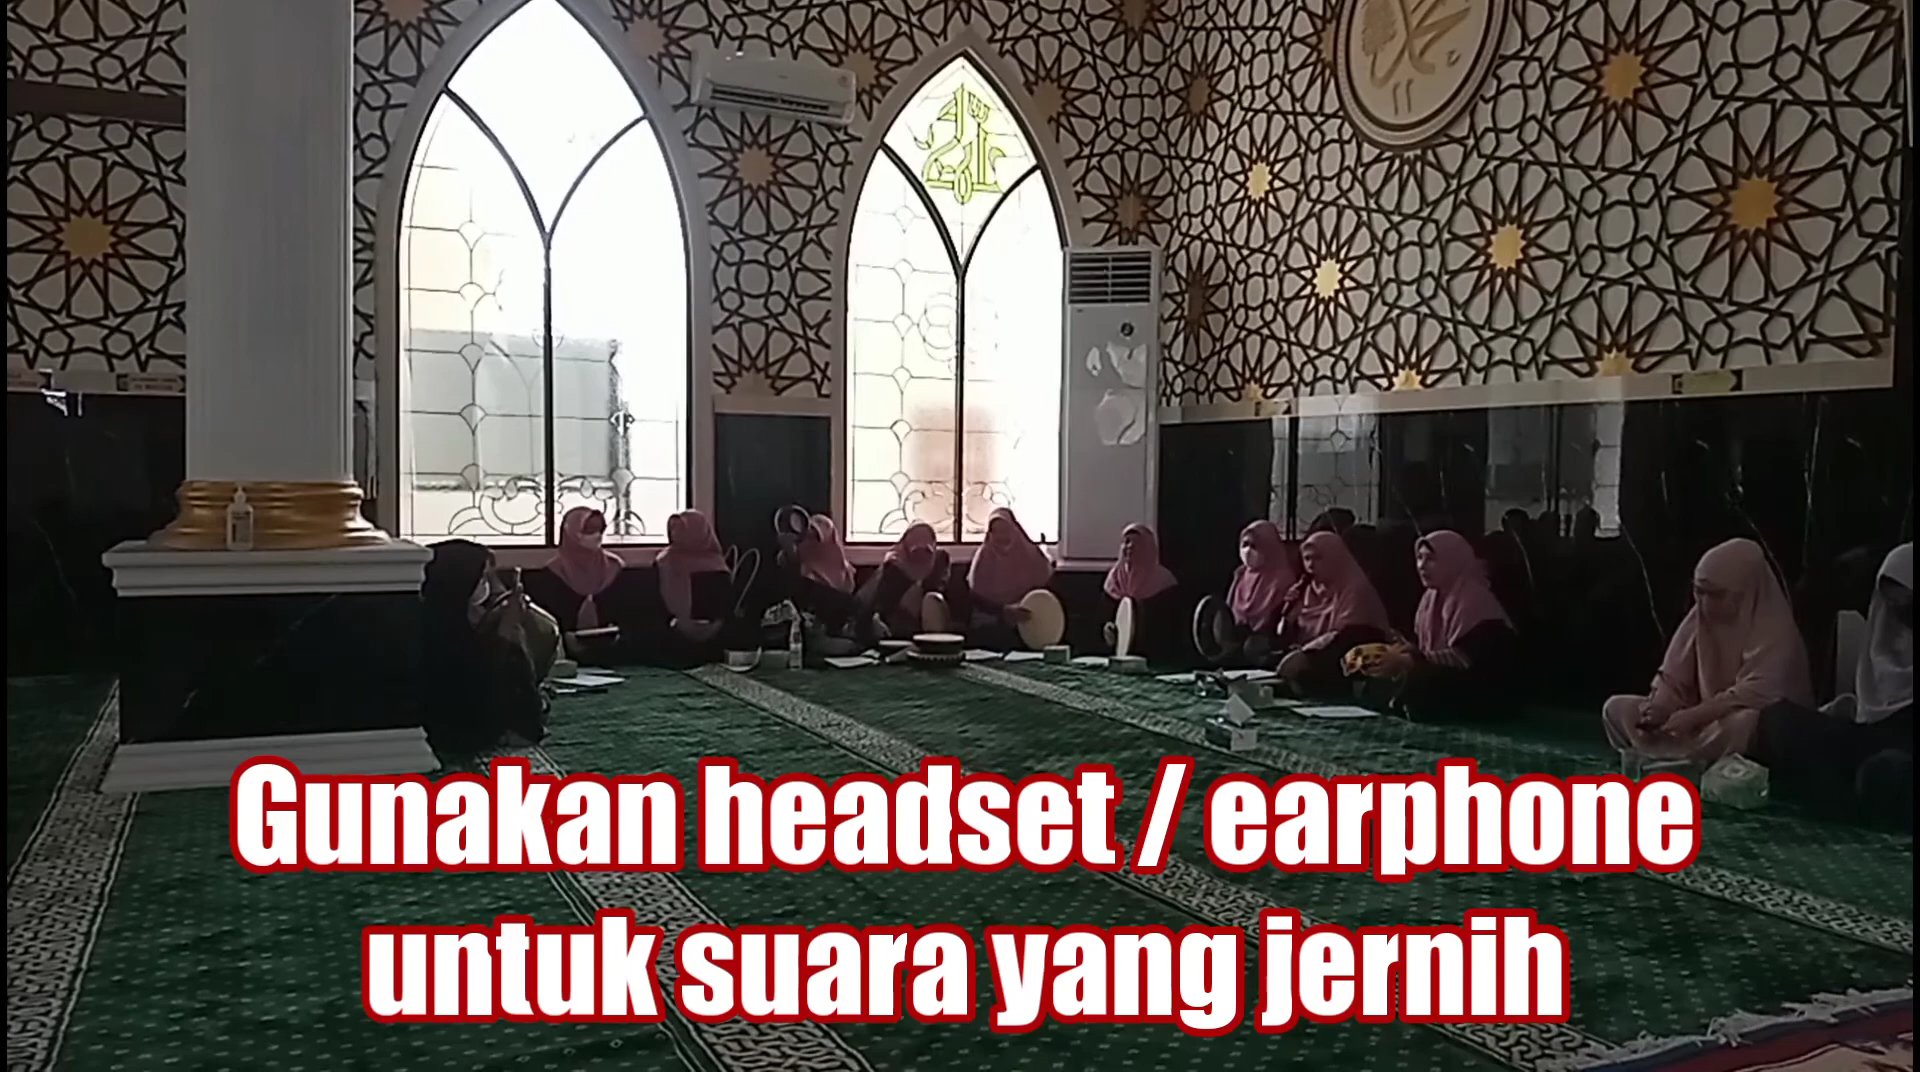 Gunakan headset / earphone
untuk suara yang jernih